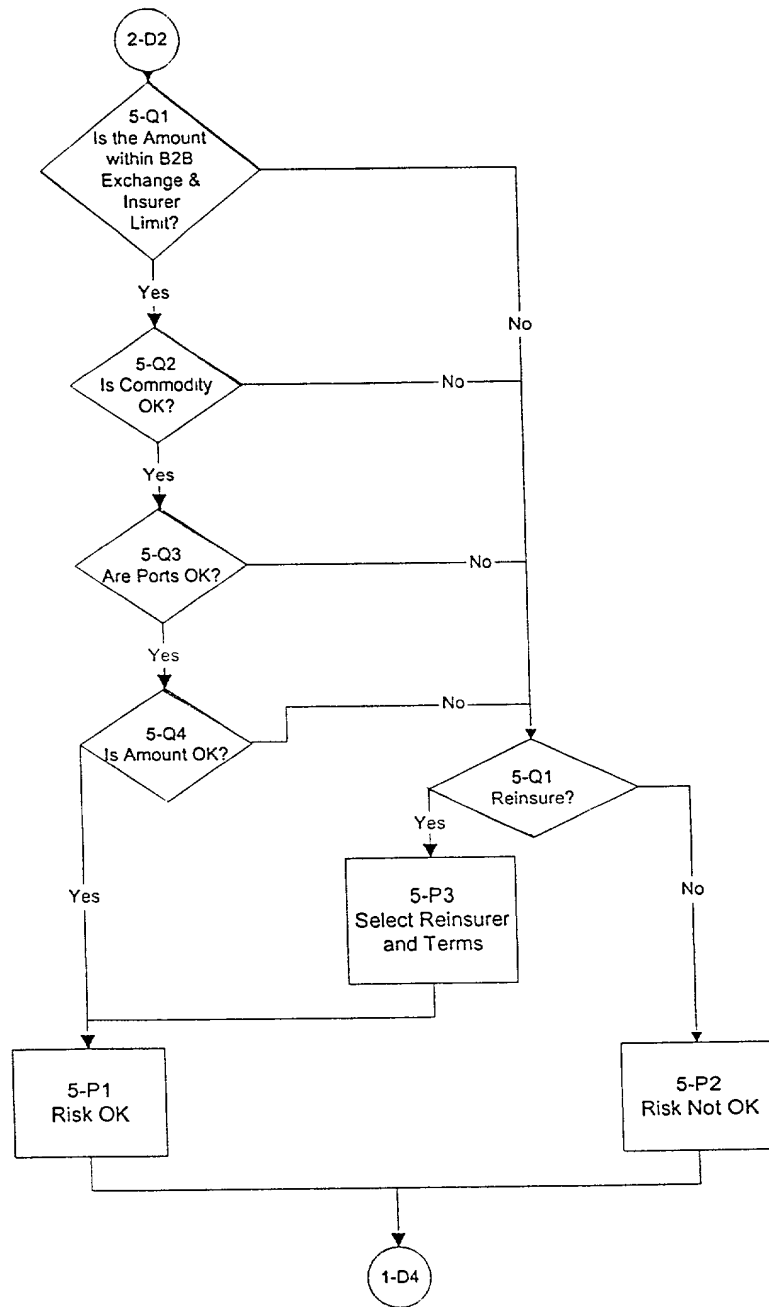 2-D2
5-Q1
Is the Amount
within B2B
Exchange &
Insurer
Limit?
Yes
No
5-Q2
Is Commodity
OK?
No
Yes
5-Q3
Are Ports OK?
No
Yes
No
5-Q4
Is Amount OK?
5-Q1
Reinsure?
Yes
Yes
No
5-P3
Select Reinsurer
and Terms
5-P1
Risk OK
5-P2
Risk Not OK
1-D4